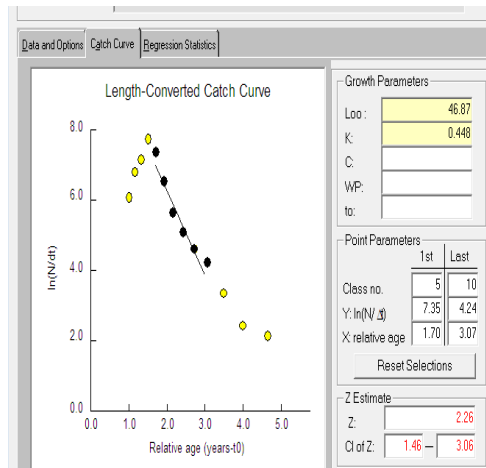 Data and Options Catch Curve Regression Statistics
Length-Converted Catch Curve
8.0
6.0
4.0
2.0
0.0
ln(N/dt)
0.0 1.0 2.0 3.0 4.0 5.0
Relative age (years-t0)
Growth Parameters
Loo : 46.87
K: 0.448
C:
WP:
to:
Point Parameters
1st Last
Class no. 5 10
Y: ln(N/ Δt) 7.35 4.24
X: relative age 1.70 3.07
Reset Selections
Z Estimate
Z: 2.26
CI of Z: 1.46 — 3.06